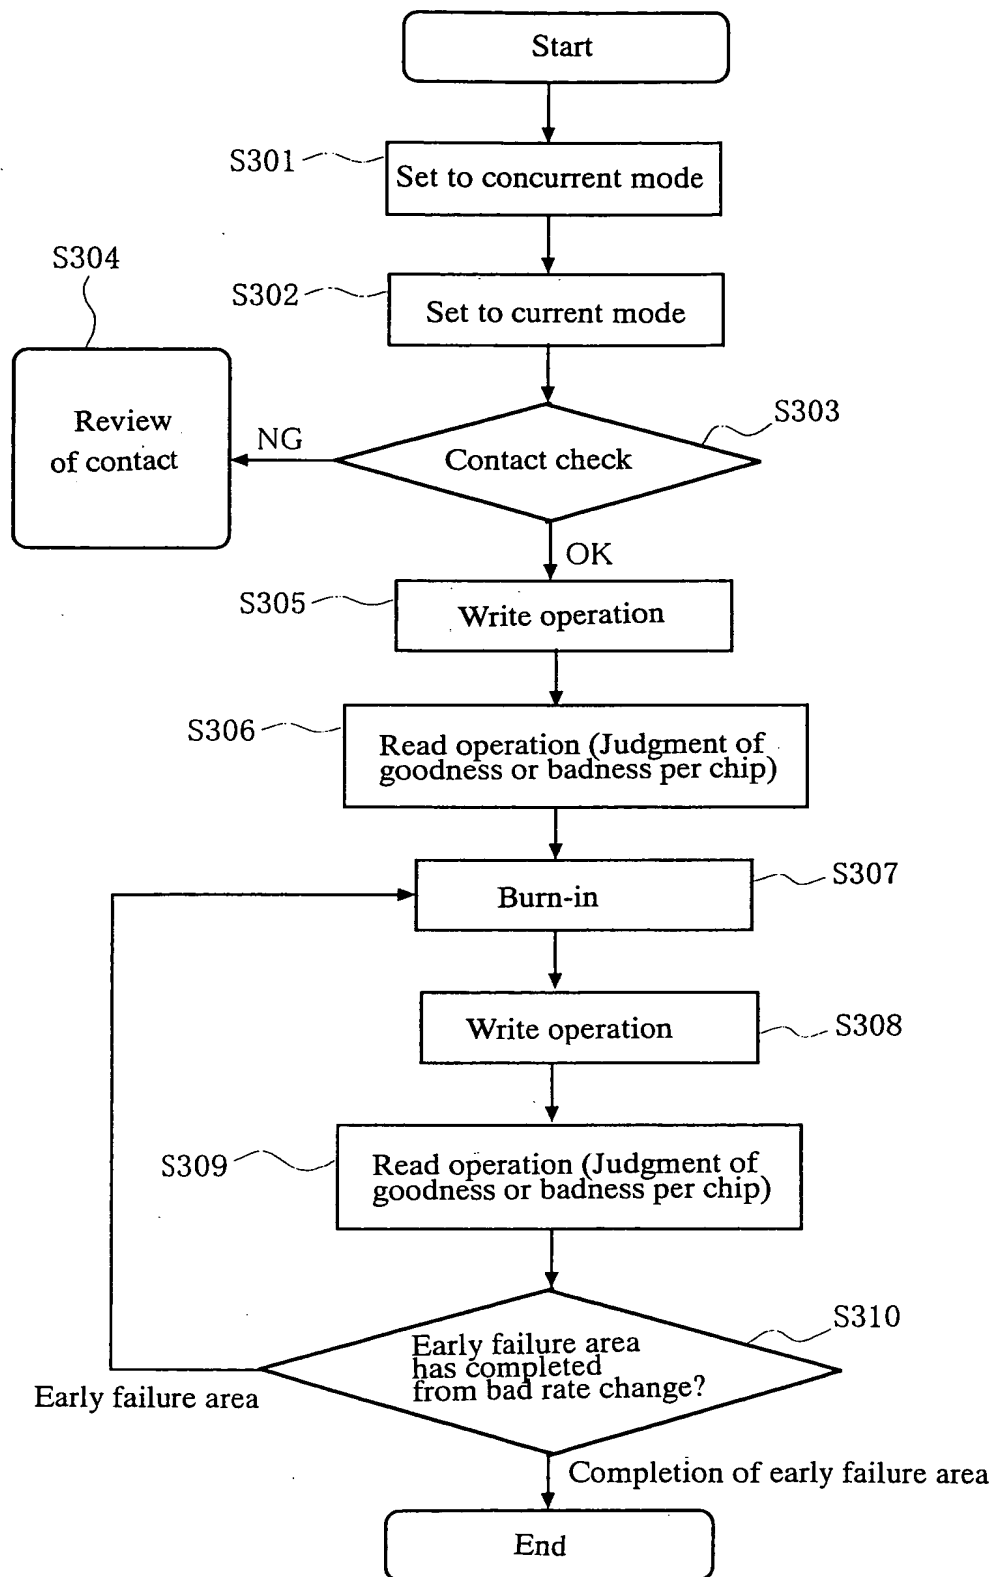 Start
S301
Set to concurrent mode
S304
S302
Set to current mode
S303
Review
of contact
NG
Contact check
OK
S305
Write operation
S306
Read operation (Judgment of
goodness or badness per chip)
S307
Burn-in
S308
Write operation
S309
Read operation (Judgment of
goodness or badness per chip)
S310
Early failure area
has completed
from bad rate change?
Early failure area
Completion of early failure area
End